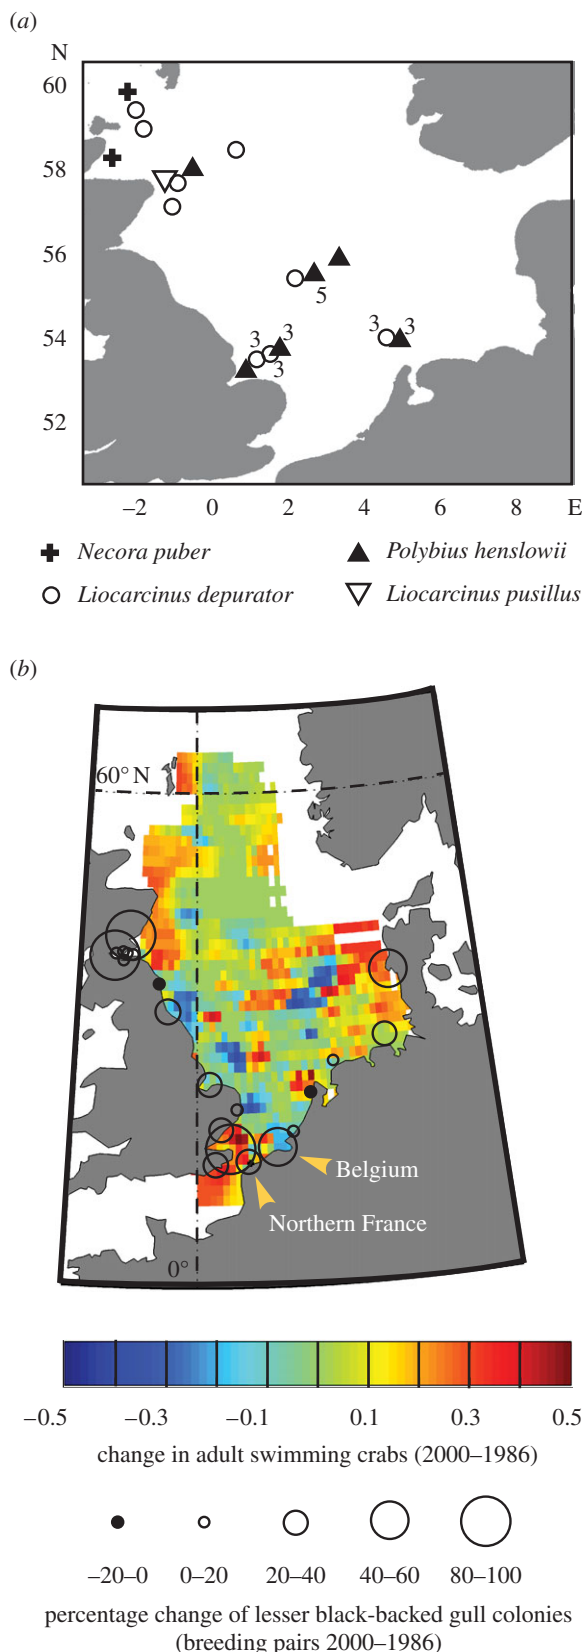 (a)
N
60
58
56
54
52
5
3
3
3
3
3
−2
0
2
4
6
8
E
Necora puber
Polybius henslowii
Liocarcinus depurator
Liocarcinus pusillus
(b)
60° N
Belgium
Northern France
0°
−0.5
−0.3
−0.1
0.1
0.3
0.5
change in adult swimming crabs (2000–1986)
−20–0
0–20
20–40
40–60
80–100
percentage change of lesser black-backed gull colonies
(breeding pairs 2000–1986)